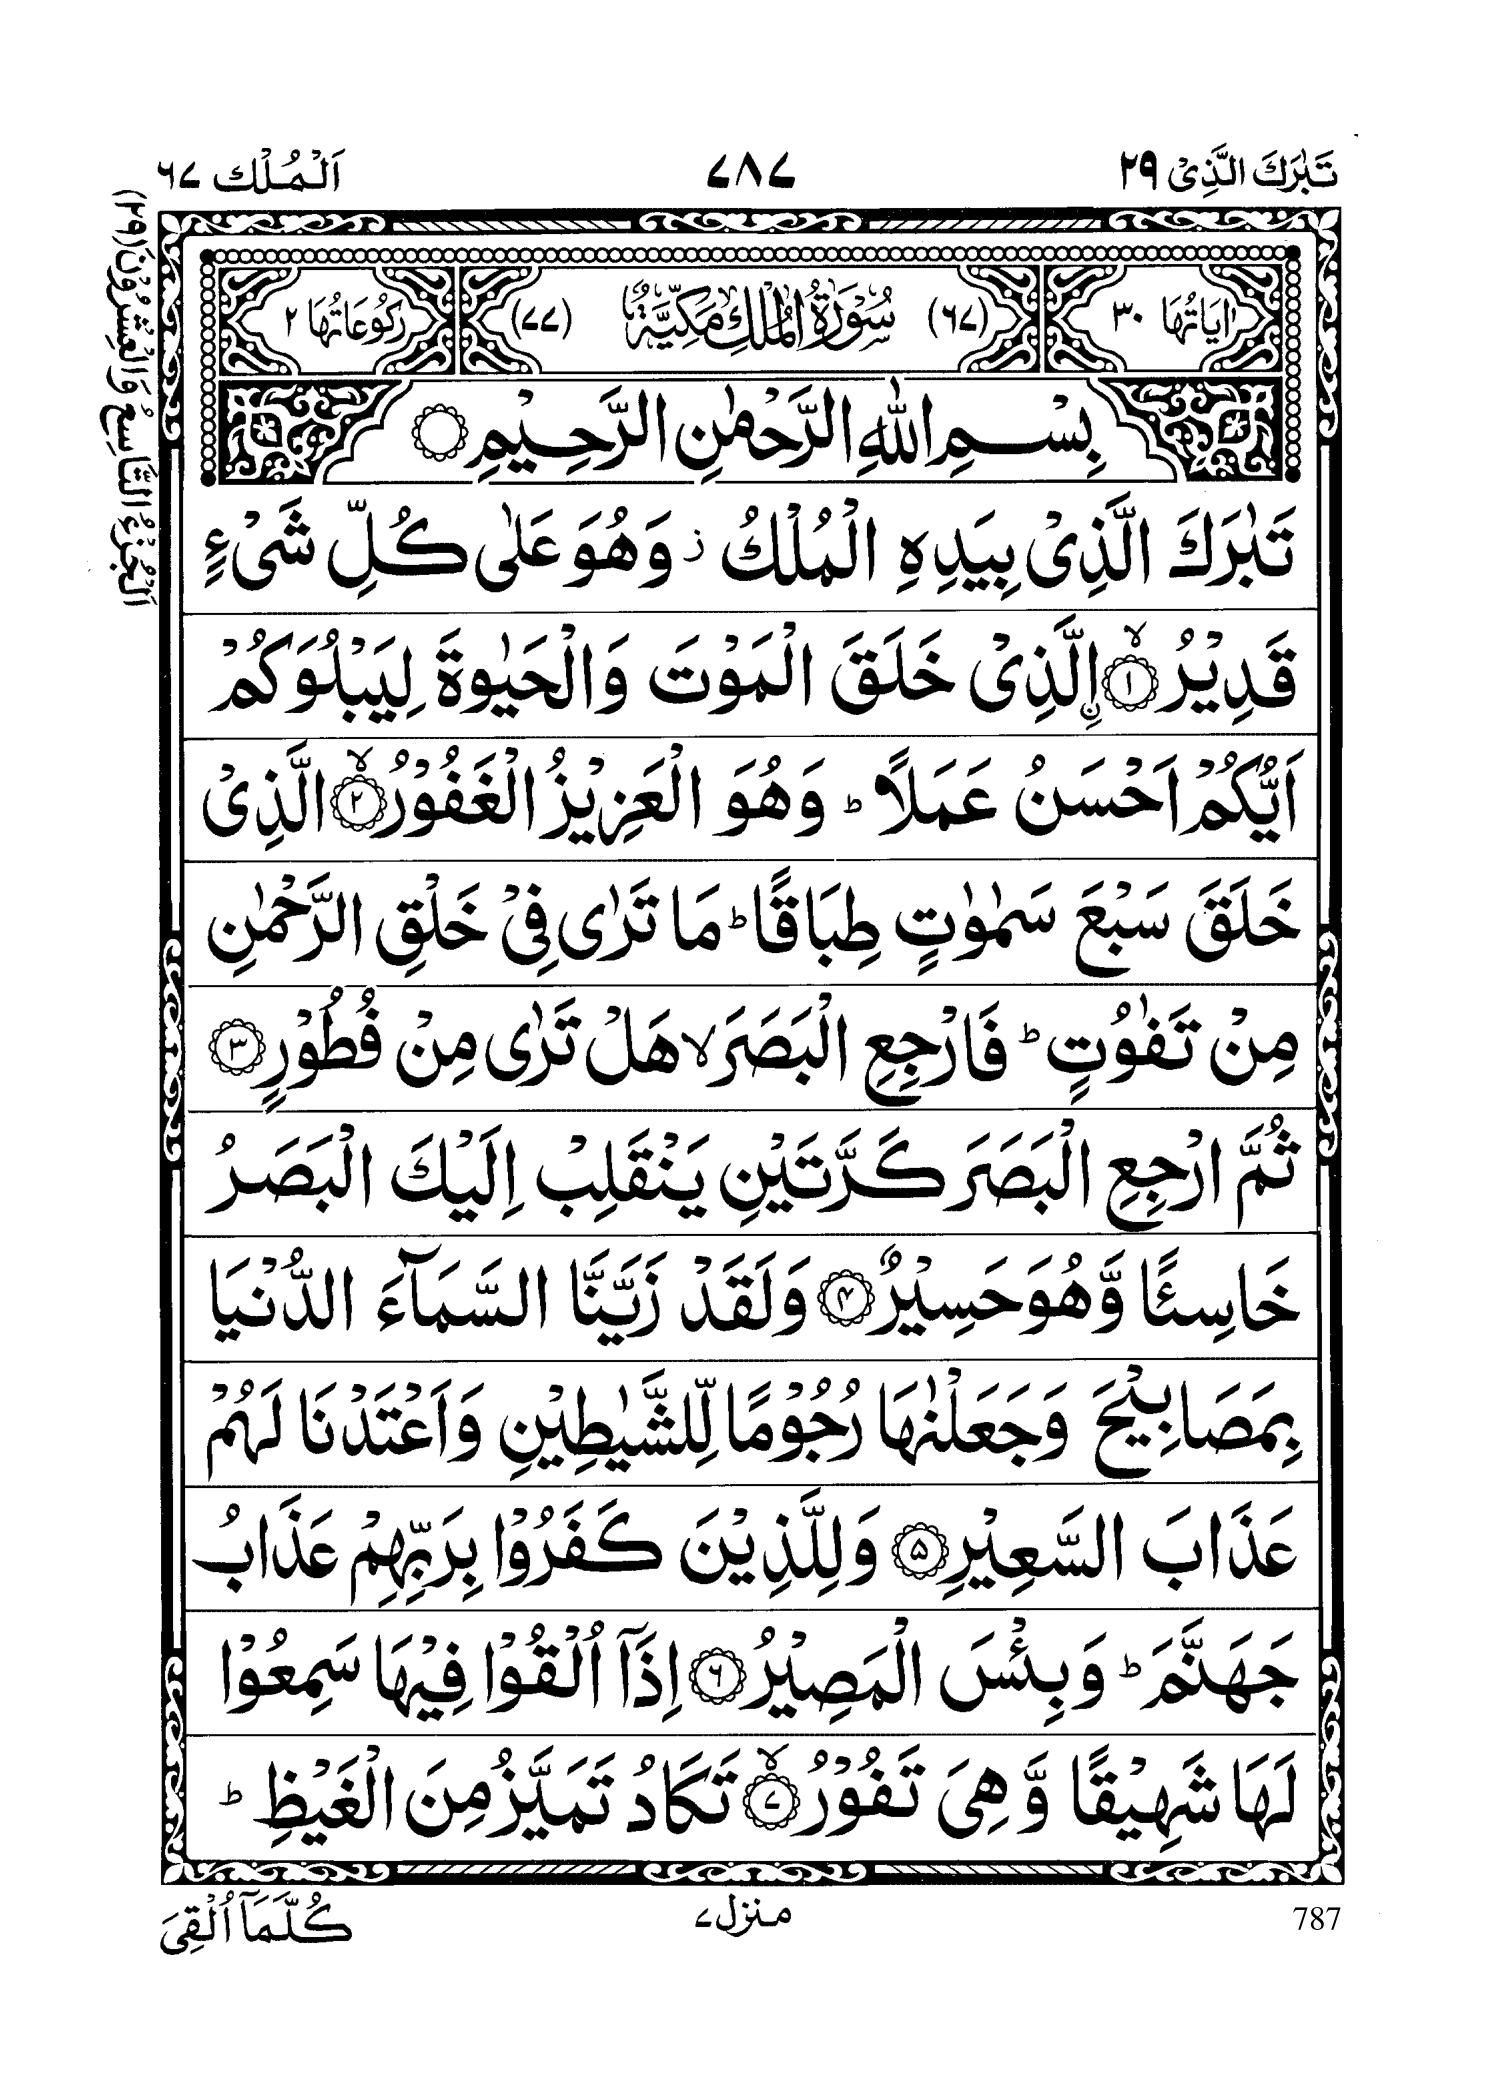 تَبٰرَكَ الَّذِیْ ٢٩
٧٨٧
اَلْمُلْك ٦٧
اَلْجُزْءُ التَّاسِعُ وَالْعِشْرُوْنَ (٢٩)
اٰيَاتُهَا ٣٠
(٦٧) سُوْرَةُ الْمُلْكِ مَكِّيَّةٌ (٧٧)
رُكُوْعَاتُهَا ٢
بِسْمِ اللّٰهِ الرَّحْمٰنِ الرَّحِيْمِ ۝
تَبٰرَكَ الَّذِیْ بِيَدِهِ الْمُلْكُ ز وَهُوَ عَلٰى كُلِّ شَیْءٍ
قَدِيْرُ ۙ﴿١﴾ اۨلَّذِیْ خَلَقَ الْمَوْتَ وَالْحَيٰوةَ لِيَبْلُوَكُمْ
اَيُّكُمْ اَحْسَنُ عَمَلًا ؕ وَهُوَ الْعَزِيْزُ الْغَفُوْرُ ۙ﴿٢﴾ الَّذِیْ
خَلَقَ سَبْعَ سَمٰوٰتٍ طِبَاقًا ؕ مَا تَرٰى فِیْ خَلْقِ الرَّحْمٰنِ
مِنْ تَفٰوُتٍ ؕ فَارْجِعِ الْبَصَرَ ۙ هَلْ تَرٰى مِنْ فُطُوْرٍ ﴿٣﴾
ثُمَّ ارْجِعِ الْبَصَرَ كَرَّتَيْنِ يَنْقَلِبْ اِلَيْكَ الْبَصَرُ
خَاسِئًا وَّهُوَ حَسِيْرٌ ﴿٤﴾ وَلَقَدْ زَيَّنَّا السَّمَآءَ الدُّنْيَا
بِمَصَابِيْحَ وَجَعَلْنٰهَا رُجُوْمًا لِّلشَّيٰطِيْنِ وَاَعْتَدْنَا لَهُمْ
عَذَابَ السَّعِيْرِ ﴿٥﴾ وَلِلَّذِيْنَ كَفَرُوْا بِرَبِّهِمْ عَذَابُ
جَهَنَّمَ ؕ وَبِئْسَ الْمَصِيْرُ ﴿٦﴾ اِذَآ اُلْقُوْا فِيْهَا سَمِعُوْا
لَهَا شَهِيْقًا وَّهِیَ تَفُوْرُ ۙ﴿٧﴾ تَكَادُ تَمَيَّزُ مِنَ الْغَيْظِ ؕ
كُلَّمَآ اُلْقِیَ
منزل ٧
787